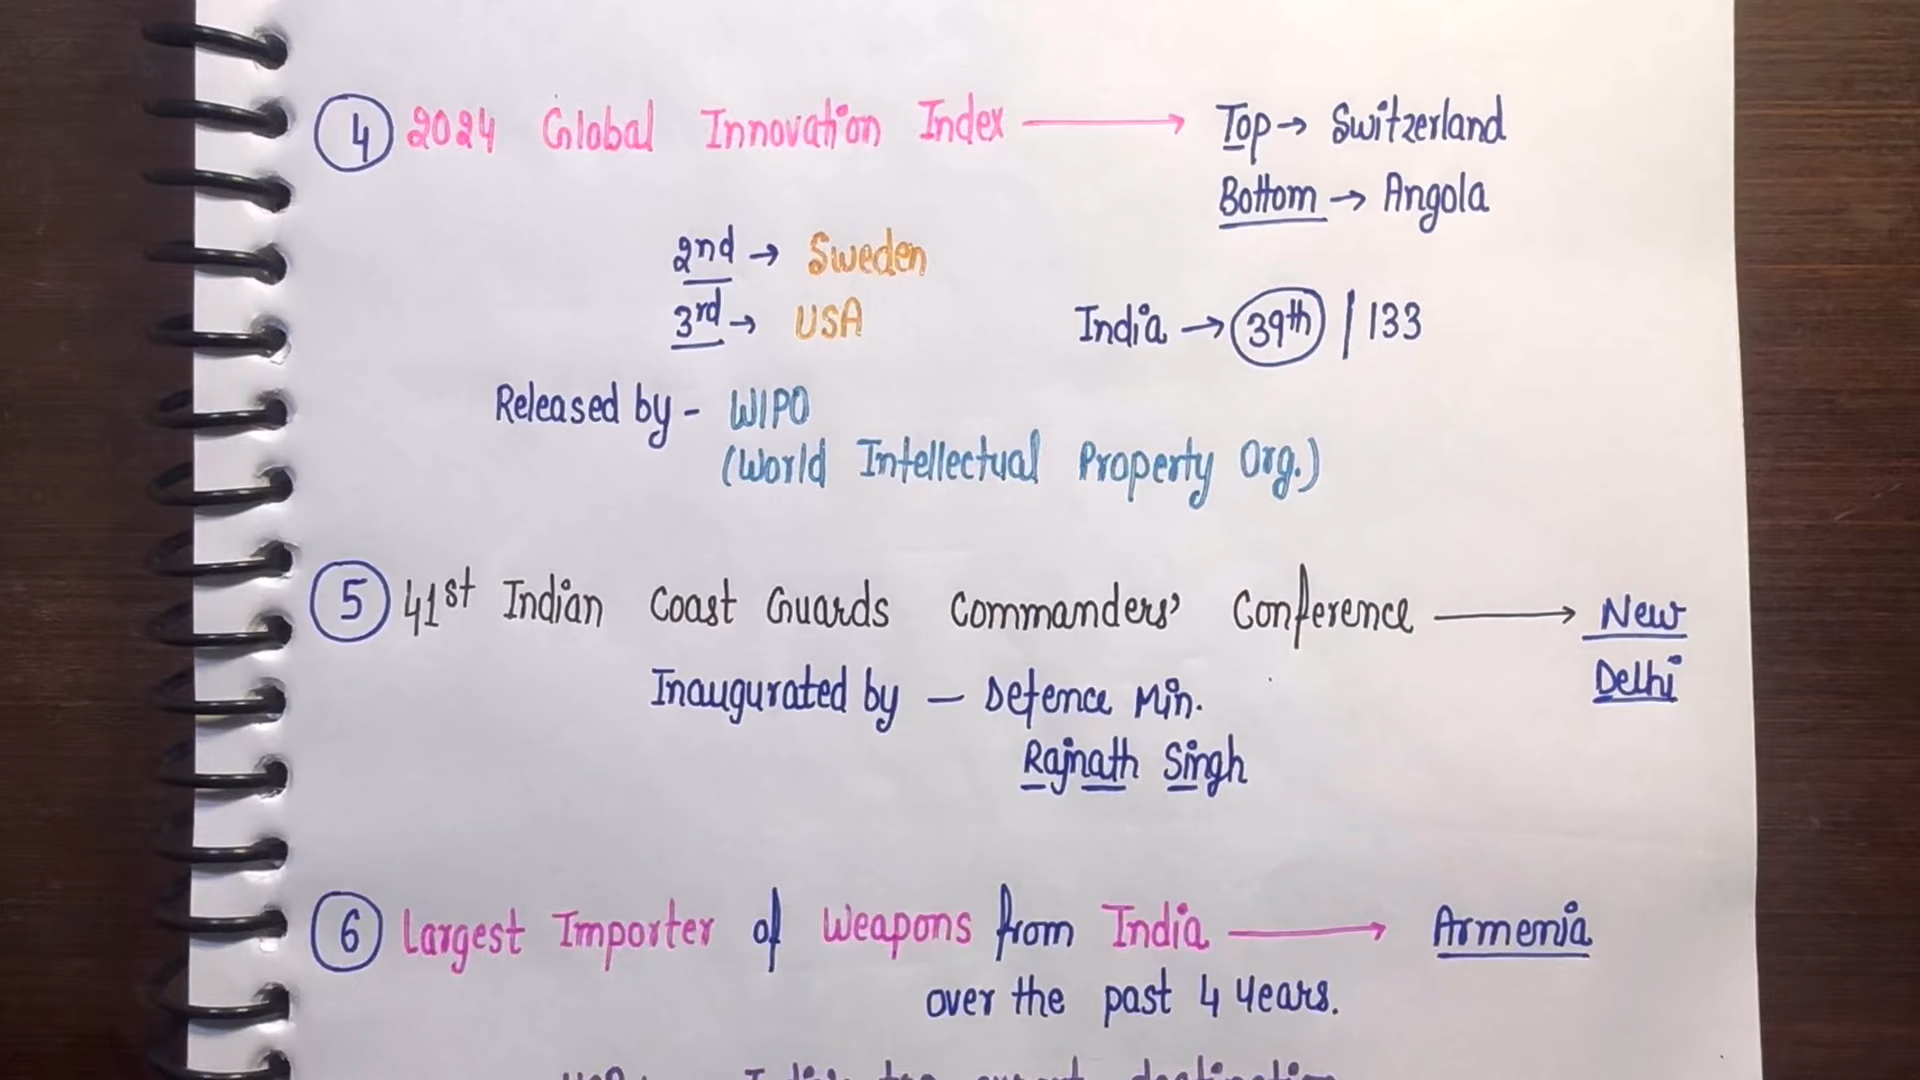 4 2024 Global Innovation Index → Top → Switzerland
Bottom → Angola
2nd → Sweden
3rd → USA
India → 39th / 133
Released by - WIPO
(World Intellectual Property Org.)
5 41st Indian Coast Guards Commanders' Conference → New
Delhi
Inaugurated by — Defence Min.
Rajnath Singh
6 Largest Importer of Weapons from India → Armenia
over the past 4 Years.